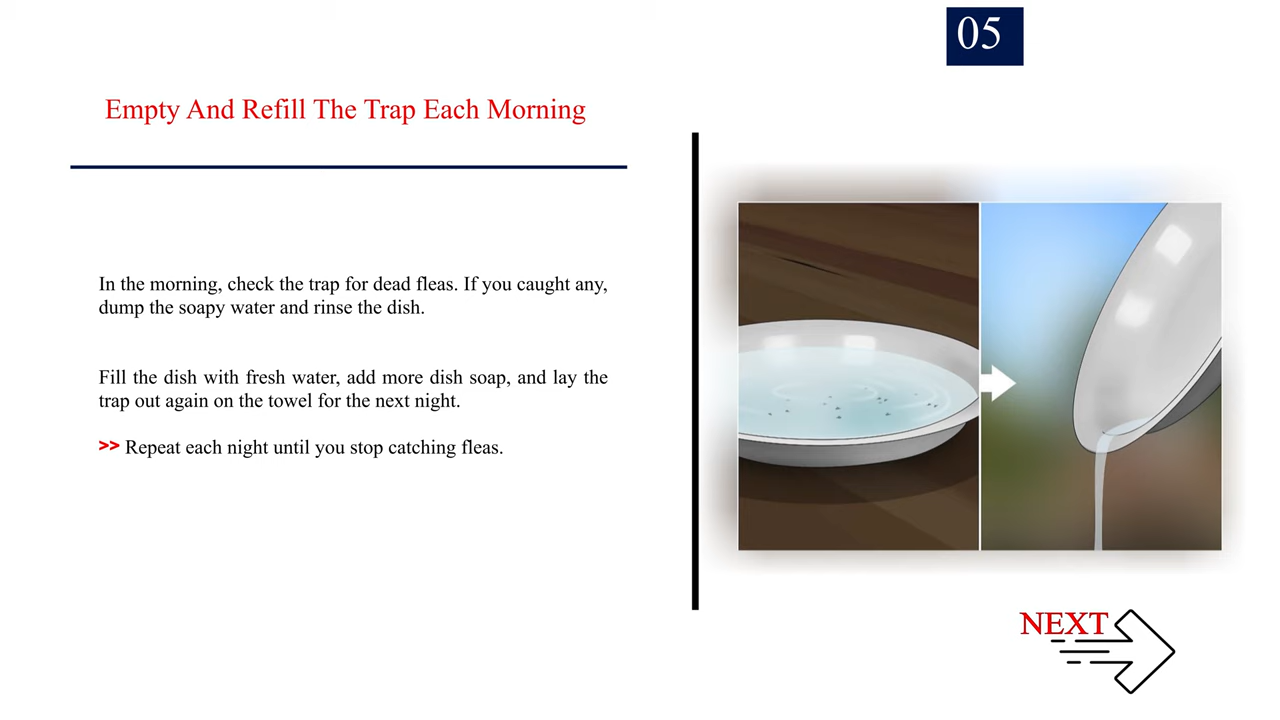 05
Empty And Refill The Trap Each Morning
In the morning, check the trap for dead fleas. If you caught any,
dump the soapy water and rinse the dish.
Fill the dish with fresh water, add more dish soap, and lay the
trap out again on the towel for the next night.
>> Repeat each night until you stop catching fleas.
NEXT